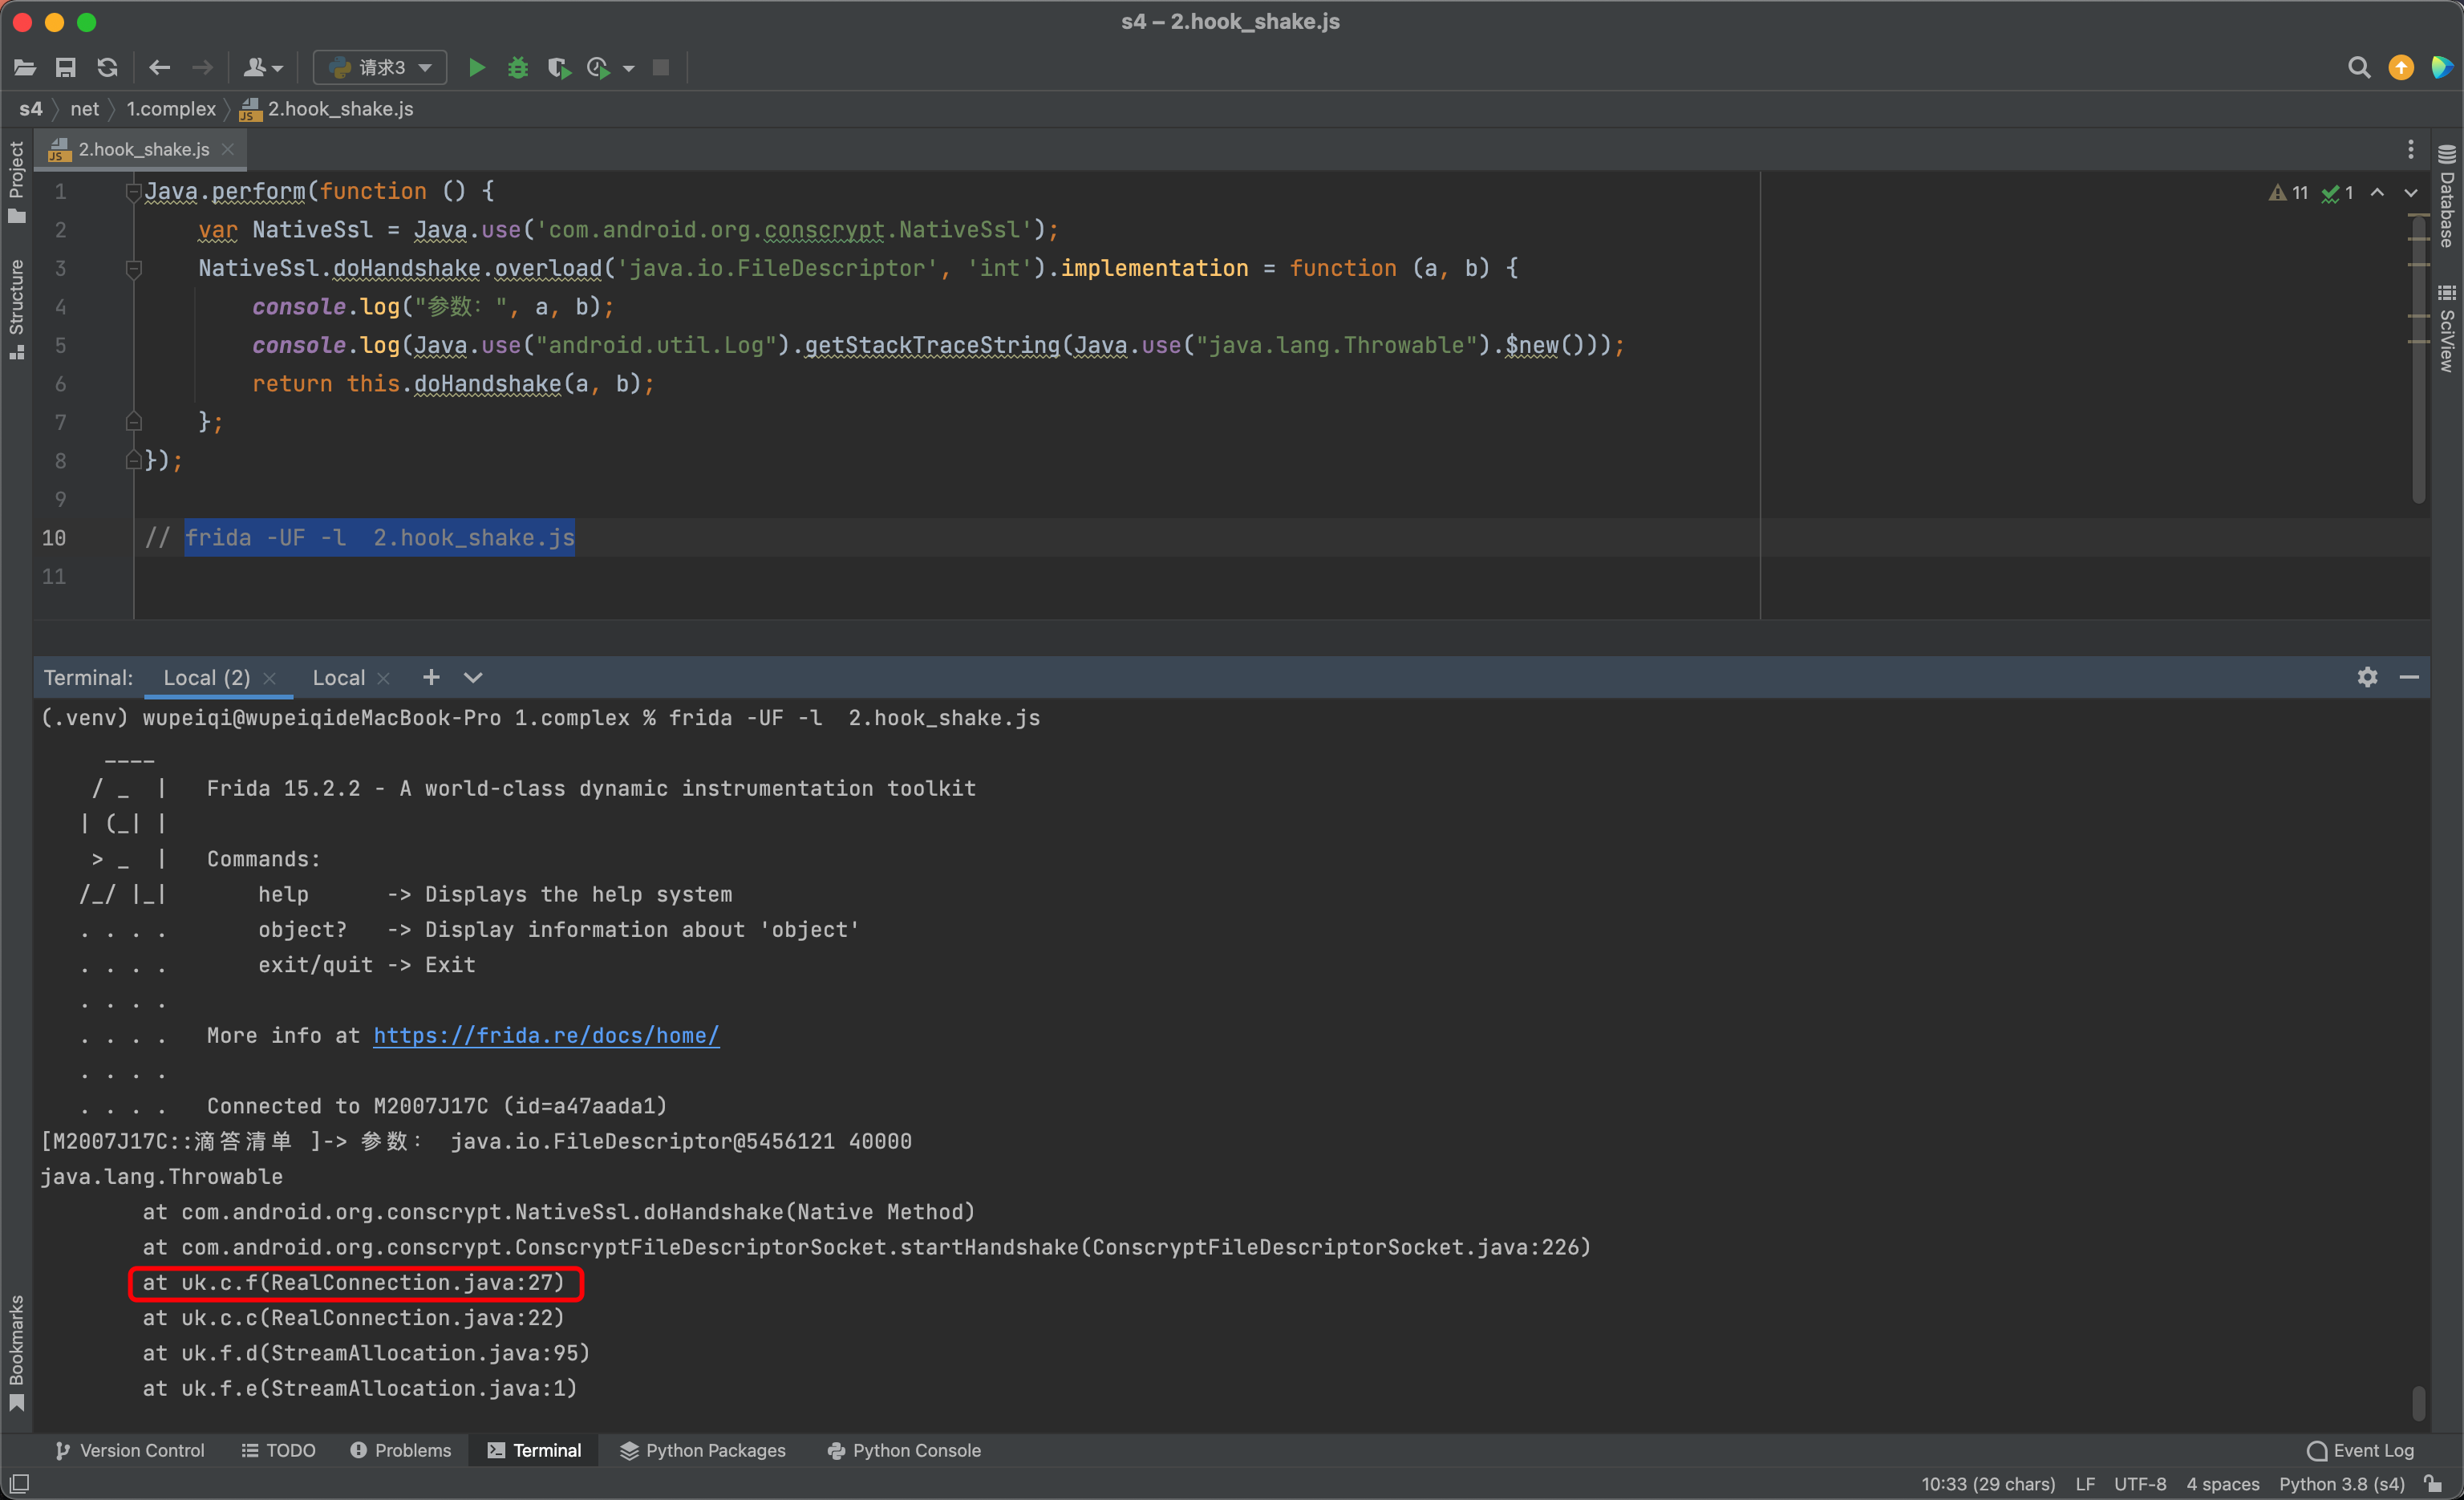 s4 – 2.hook_shake.js
请求3
s4 net 1.complex 2.hook_shake.js
Project
Structure
Bookmarks
2.hook_shake.js
11 1
Database
SciView
1 Java.perform(function () {
2 var NativeSsl = Java.use('com.android.org.conscrypt.NativeSsl');
3 NativeSsl.doHandshake.overload('java.io.FileDescriptor', 'int').implementation = function (a, b) {
4 console.log("参数：", a, b);
5 console.log(Java.use("android.util.Log").getStackTraceString(Java.use("java.lang.Throwable").$new()));
6 return this.doHandshake(a, b);
7 };
8 });
9
10 // frida -UF -l  2.hook_shake.js
11
Terminal: Local (2) Local
(.venv) wupeiqi@wupeiqideMacBook-Pro 1.complex % frida -UF -l  2.hook_shake.js
     ____
    / _  |   Frida 15.2.2 - A world-class dynamic instrumentation toolkit
   | (_| |
    > _  |   Commands:
   /_/ |_|       help      -> Displays the help system
   . . . .       object?   -> Display information about 'object'
   . . . .       exit/quit -> Exit
   . . . .
   . . . .   More info at https://frida.re/docs/home/
   . . . .
   . . . .   Connected to M2007J17C (id=a47aada1)
[M2007J17C::滴答清单 ]-> 参数： java.io.FileDescriptor@5456121 40000
java.lang.Throwable
at com.android.org.conscrypt.NativeSsl.doHandshake(Native Method)
at com.android.org.conscrypt.ConscryptFileDescriptorSocket.startHandshake(ConscryptFileDescriptorSocket.java:226)
at uk.c.f(RealConnection.java:27)
at uk.c.c(RealConnection.java:22)
at uk.f.d(StreamAllocation.java:95)
at uk.f.e(StreamAllocation.java:1)
Version Control TODO Problems Terminal Python Packages Python Console Event Log
10:33 (29 chars) LF UTF-8 4 spaces Python 3.8 (s4)